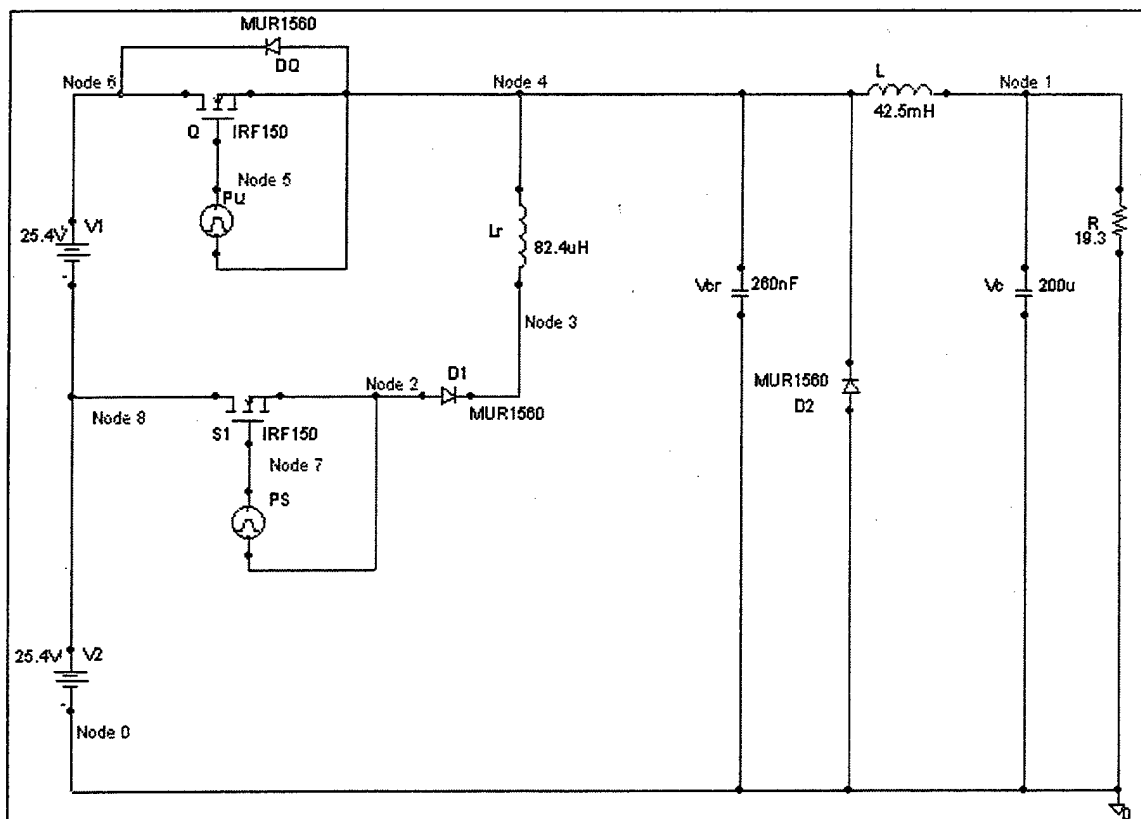 MUR1560
DQ
Node 6
Node 4
L
Node 1
42.5mH
Q
IRF150
Node 5
PQ
V1
25.4V
Lr
82.4uH
R
19.3
Vcr
260nF
Vc
200u
Node 3
D1
Node 2
MUR1560
MUR1560
D2
Node 8
S1
IRF150
Node 7
PS
25.4V
V2
Node 0